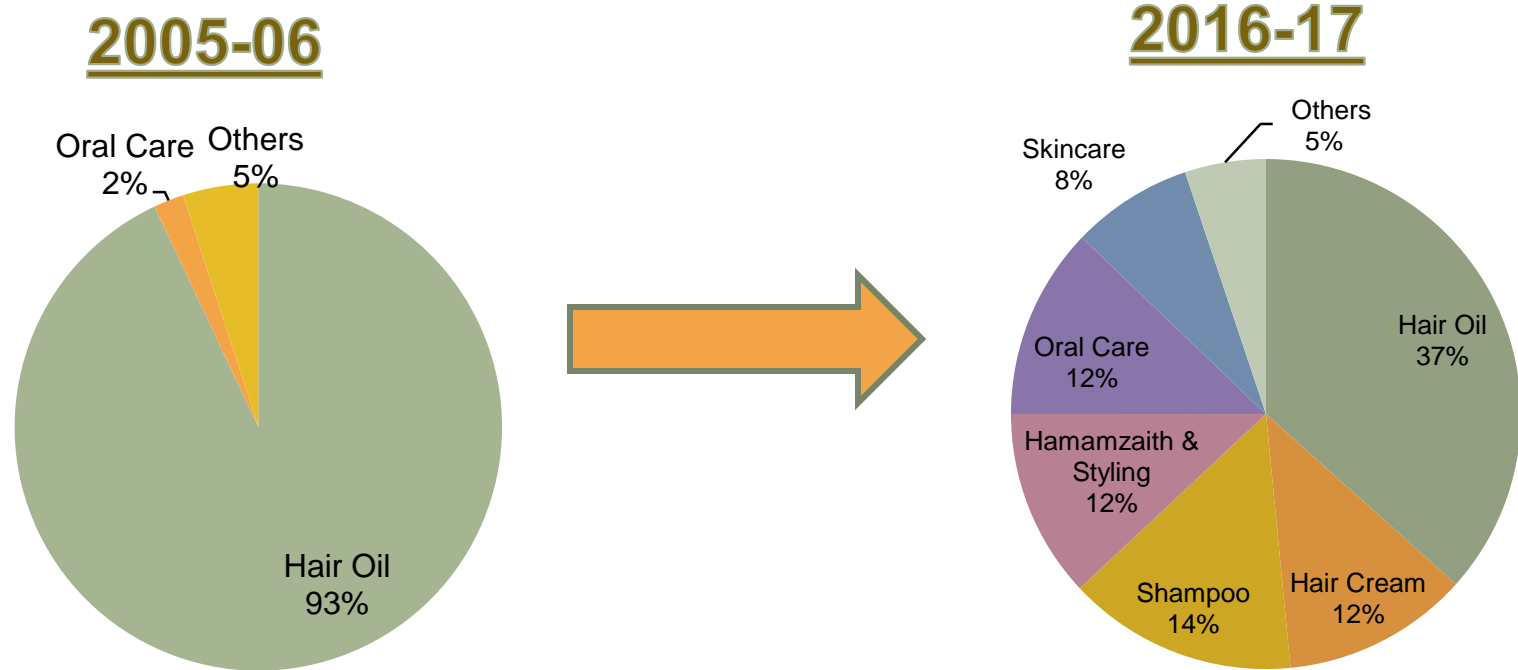 2005-06
Oral Care
2%
Others
5%
Hair Oil
93%
2016-17
Others
5%
Skincare
8%
Hair Oil
37%
Oral Care
12%
Hamamzaith &
Styling
12%
Shampoo
14%
Hair Cream
12%